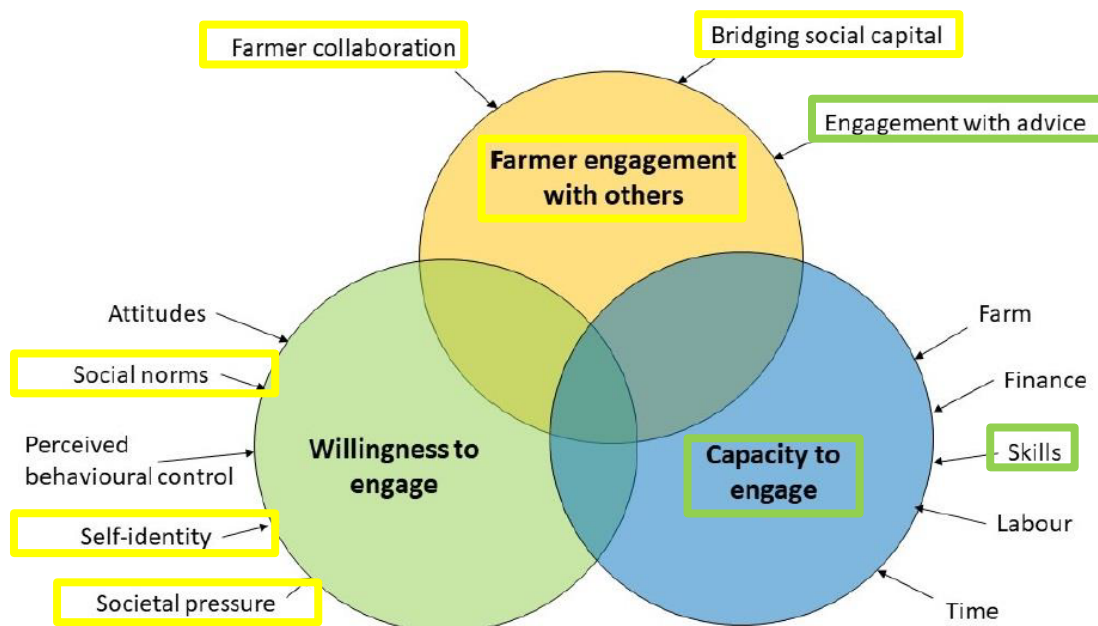 Farmer collaboration
Bridging social capital
Engagement with advice
Farmer engagement
with others
Attitudes
Social norms
Perceived
behavioural control
Self-identity
Societal pressure
Willingness to
engage
Capacity to
engage
Farm
Finance
Skills
Labour
Time